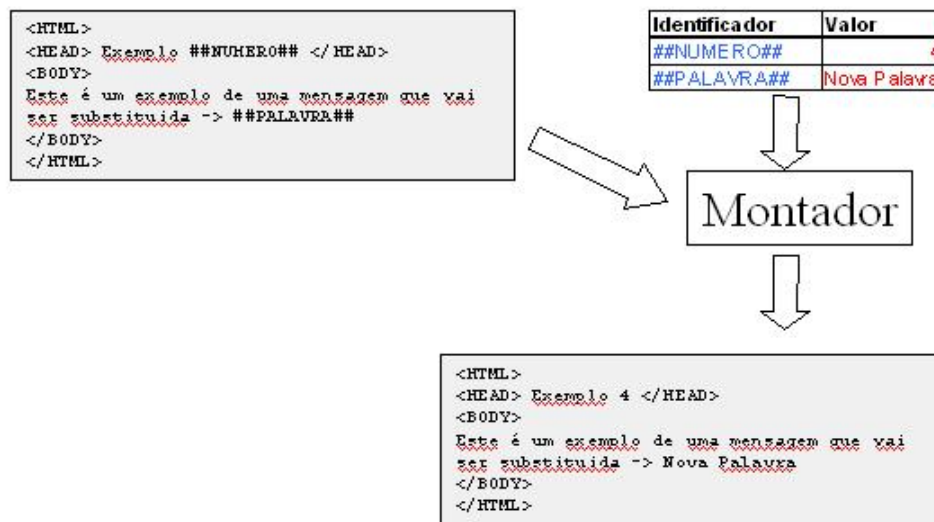 <HTML>
<HEAD> Exemplo ##NUMERO## </HEAD>
<BODY>
Este é um exemplo de uma mensagem que vai
ser substituida -> ##PALAVRA##
</BODY>
</HTML>
Identificador Valor
##NUMERO## 4
##PALAVRA## Nova Palavra
Montador
<HTML>
<HEAD> Exemplo 4 </HEAD>
<BODY>
Este é um exemplo de uma mensagem que vai
ser substituida -> Nova Palavra
</BODY>
</HTML>